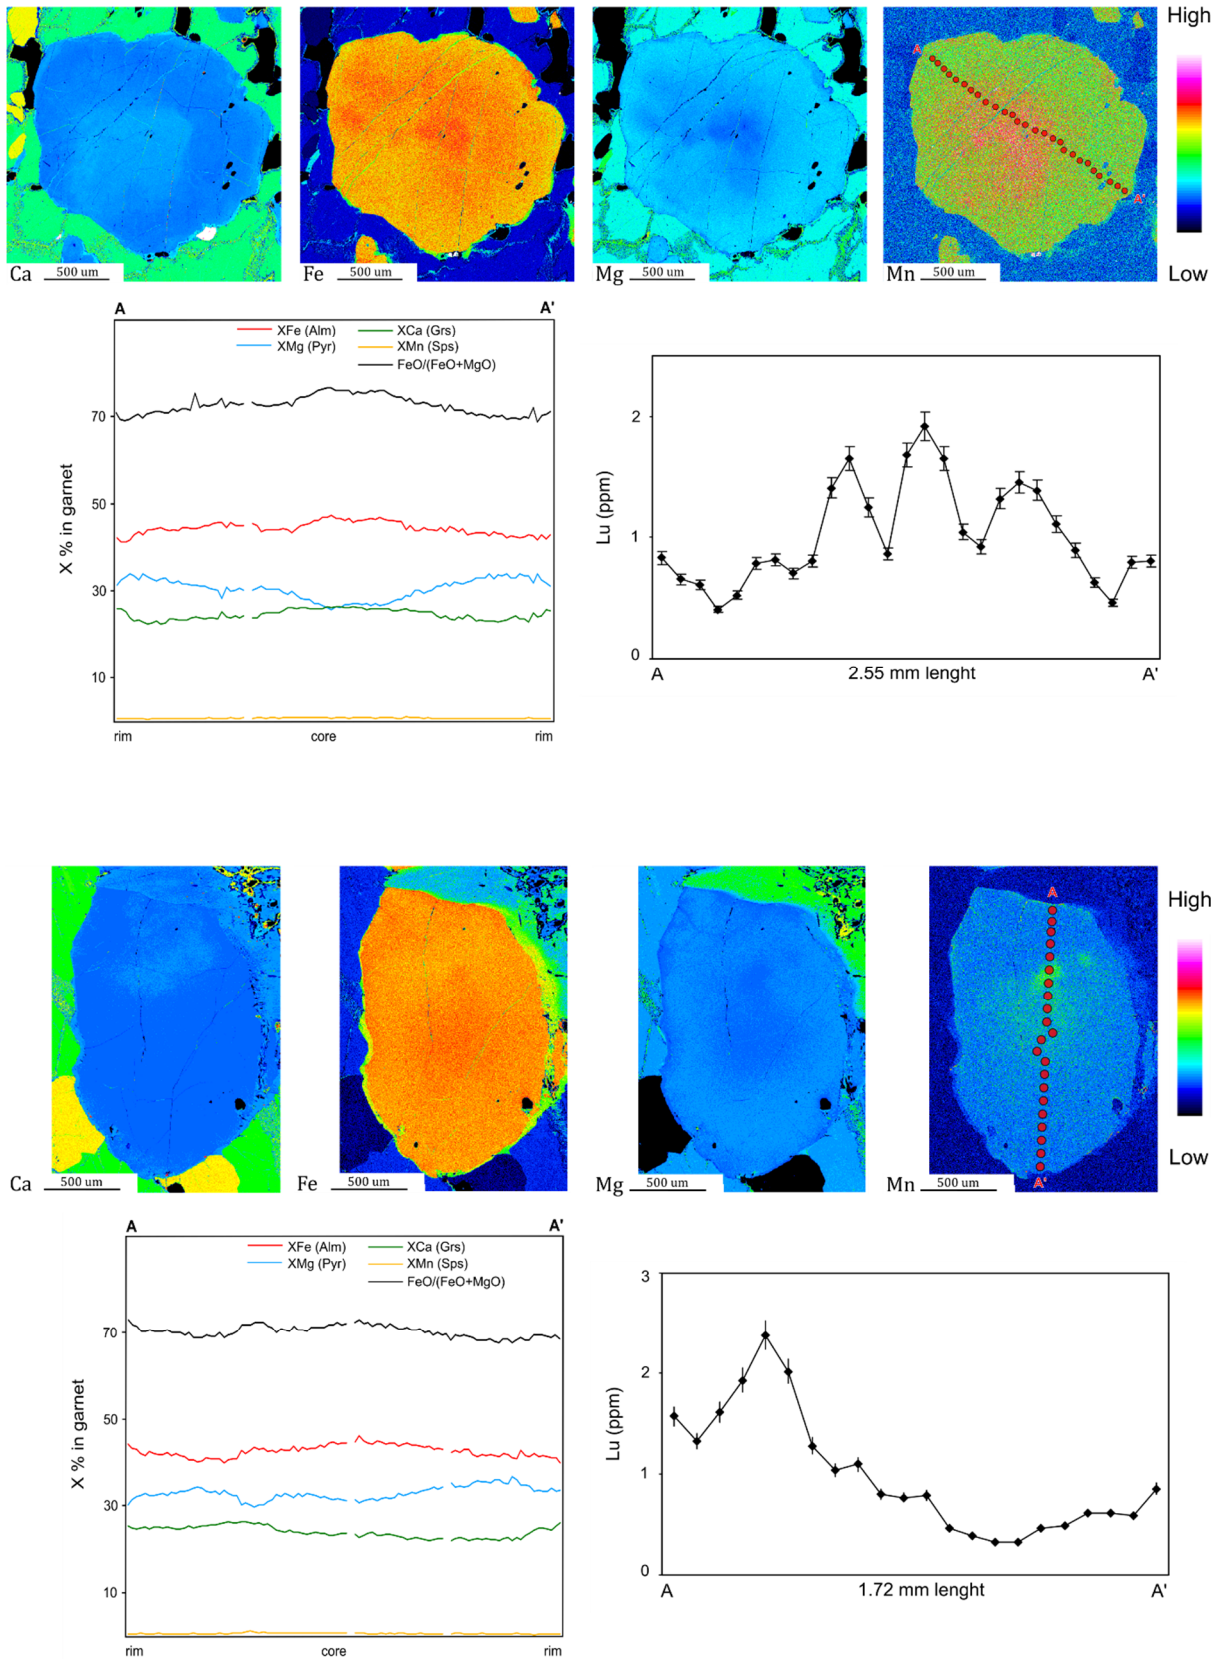 High
A
A'
Ca 500 um
Fe 500 um
Mg 500 um
Mn 500 um
Low
A A'
XFe (Alm) XCa (Grs)
XMg (Pyr) XMn (Sps)
FeO/(FeO+MgO)
70
50
30
10
X % in garnet
rim core rim
2
1
0
Lu (ppm)
A 2.55 mm lenght A'
High
A
A'
Ca 500 um
Fe 500 um
Mg 500 um
Mn 500 um
Low
A A'
XFe (Alm) XCa (Grs)
XMg (Pyr) XMn (Sps)
FeO/(FeO+MgO)
70
50
30
10
X % in garnet
rim core rim
3
2
1
0
Lu (ppm)
A 1.72 mm lenght A'